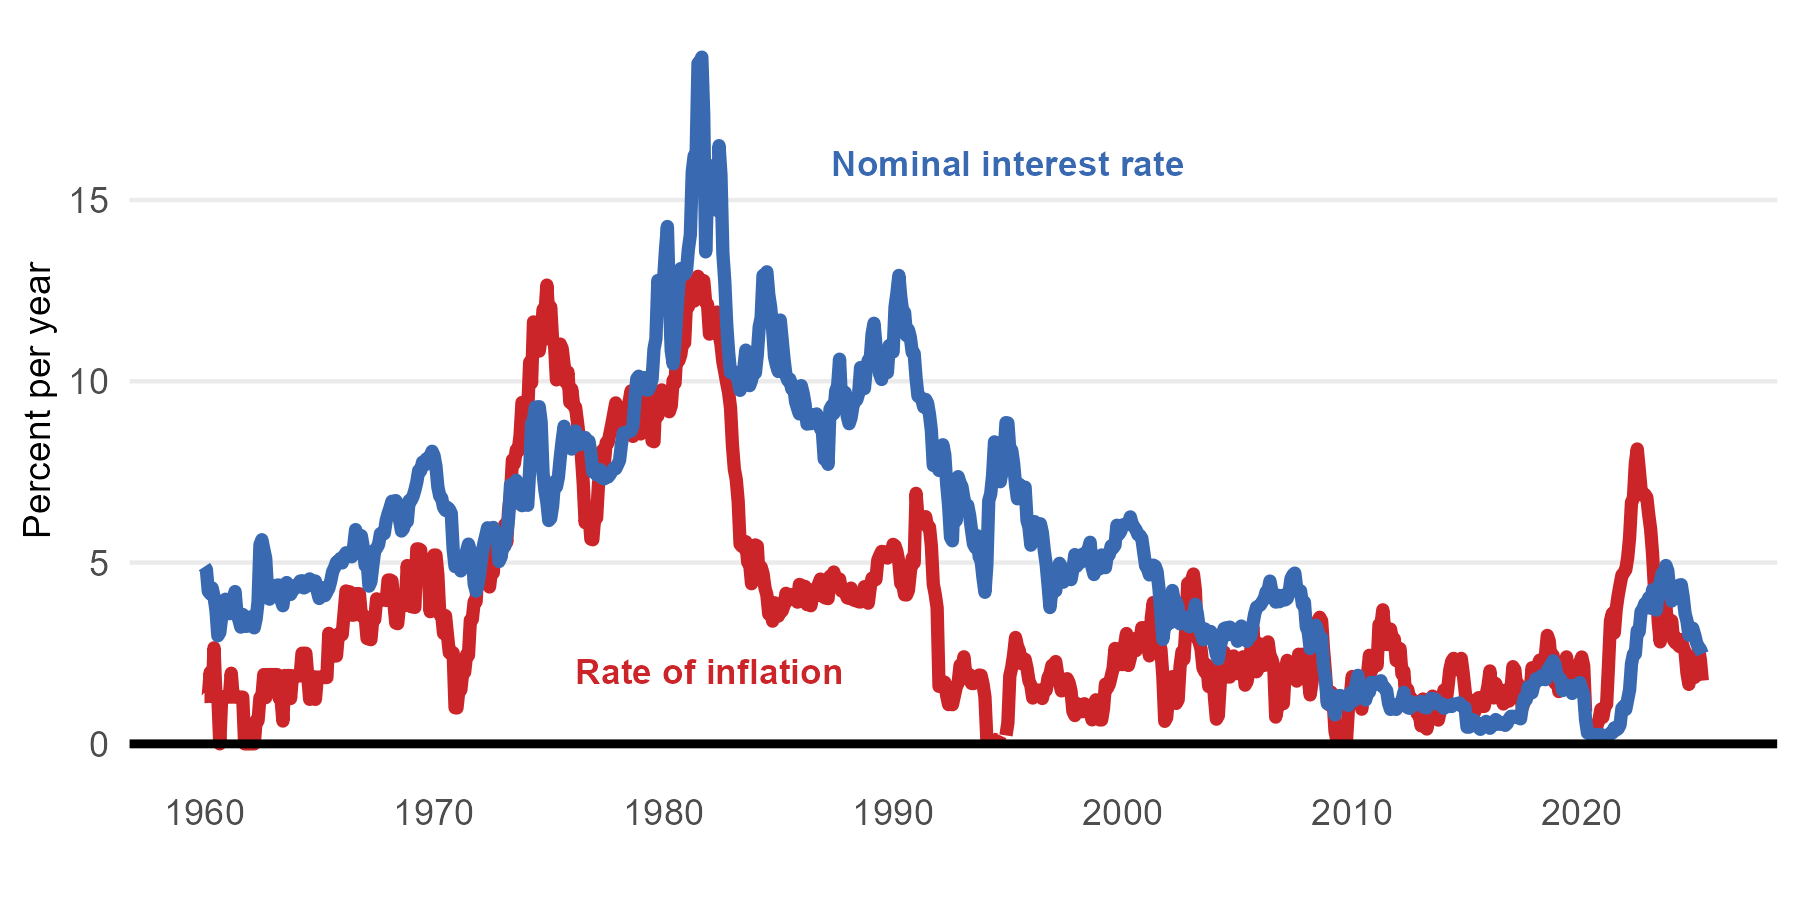 Percent per year
Nominal interest rate
Rate of inflation
15
10
5
0
1960 1970 1980 1990 2000 2010 2020